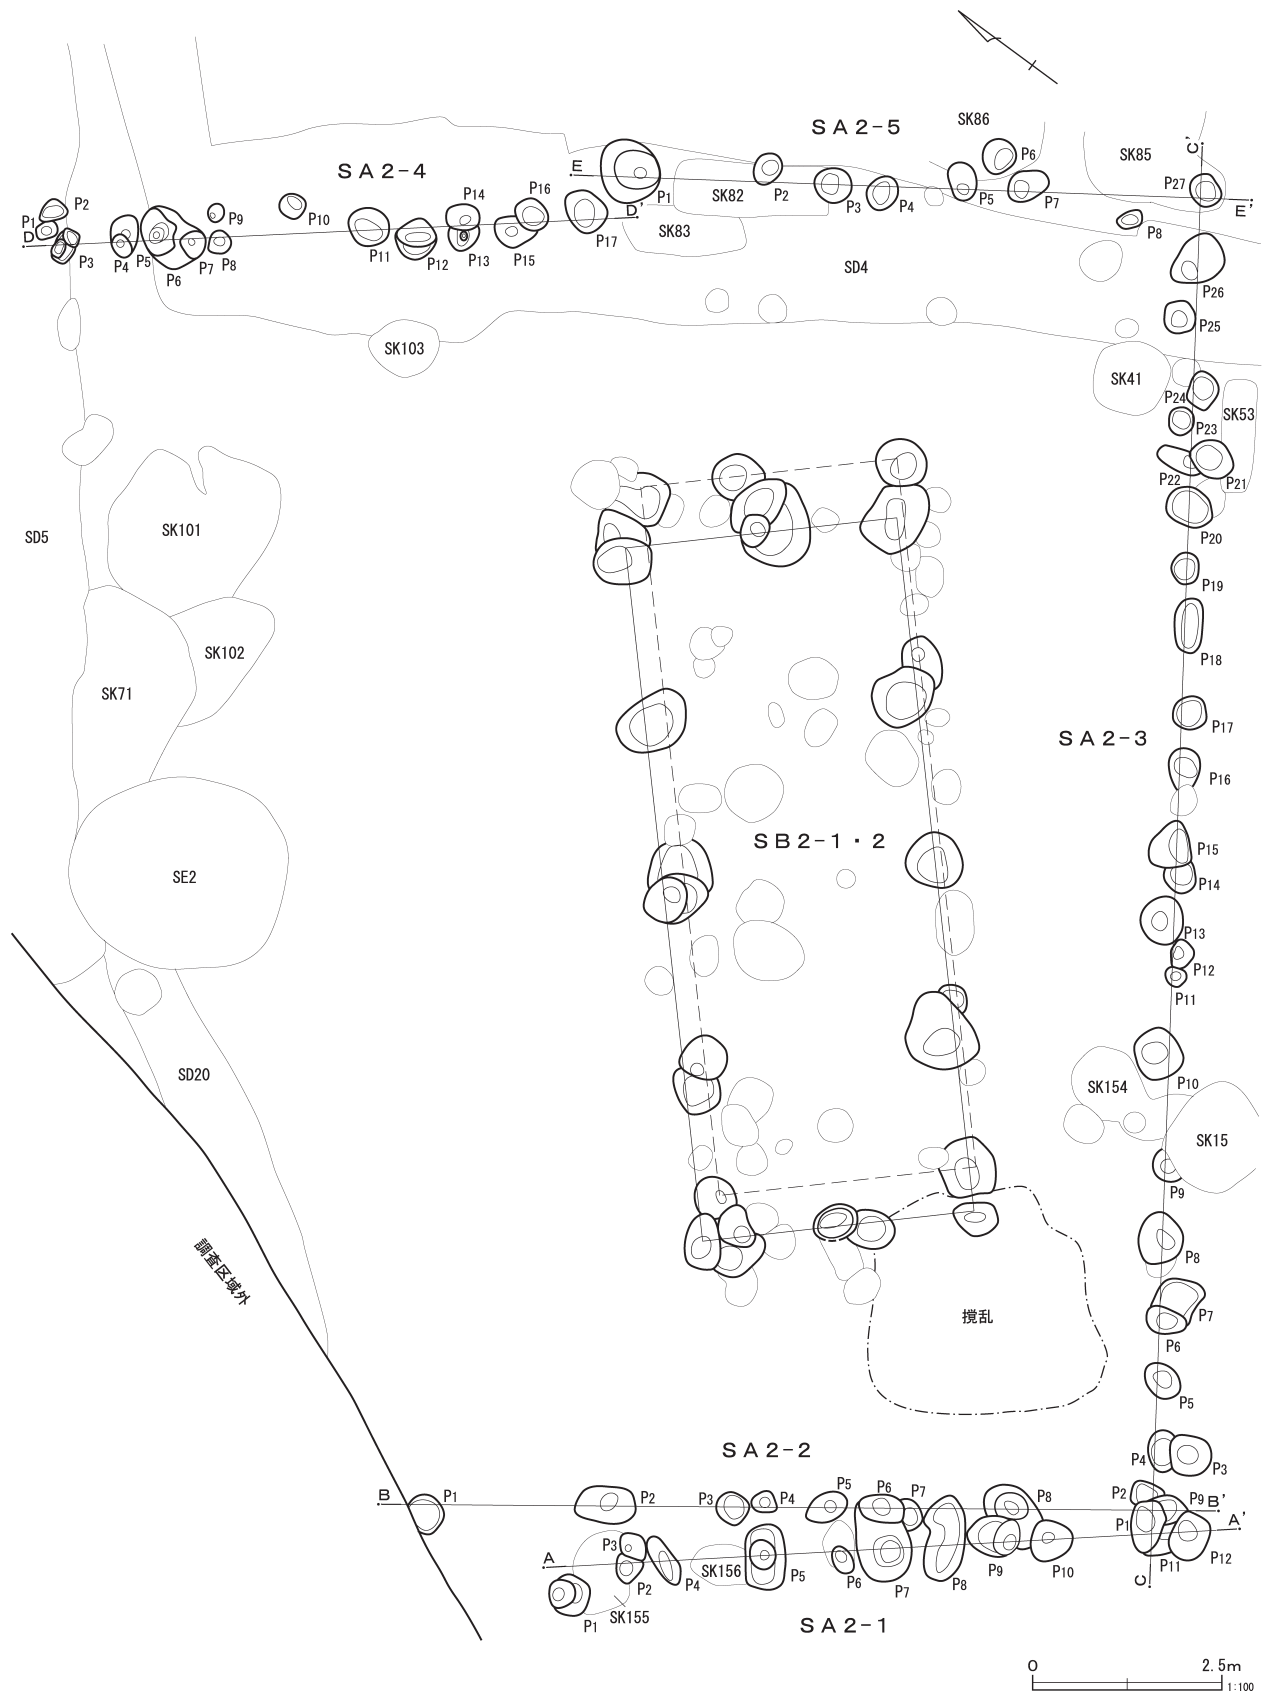 SK86
SA2-5
C'
SK85
P6
SA2-4
E
P27
P16
P14
P1
SK82
P2
P5
P7
E'
P2
P10
P3
P4
P1
P9
D'
P8
D
P17
SK83
P3
P4
P5
P7
P8
P11
P12
P13
P15
SD4
P6
P26
P25
SK103
SK41
P24
SK53
P23
P22
P21
SD5
SK101
P20
P19
SK102
P18
SK71
P17
SA2-3
P16
SB2-1・2
P15
SE2
P14
P13
P12
P11
SD20
P10
SK154
SK15
P9
調査区域外
P8
撹乱
P7
P6
P5
SA2-2
P4
P3
B
P1
P2
P3
P4
P5
P6
P7
P8
P2
P9
B'
P1
A'
A
P3
P2
P4
SK156
P5
P6
P7
P8
P9
P10
P11
P12
C
P1
SK155
SA2-1
0
2.5m
1:100